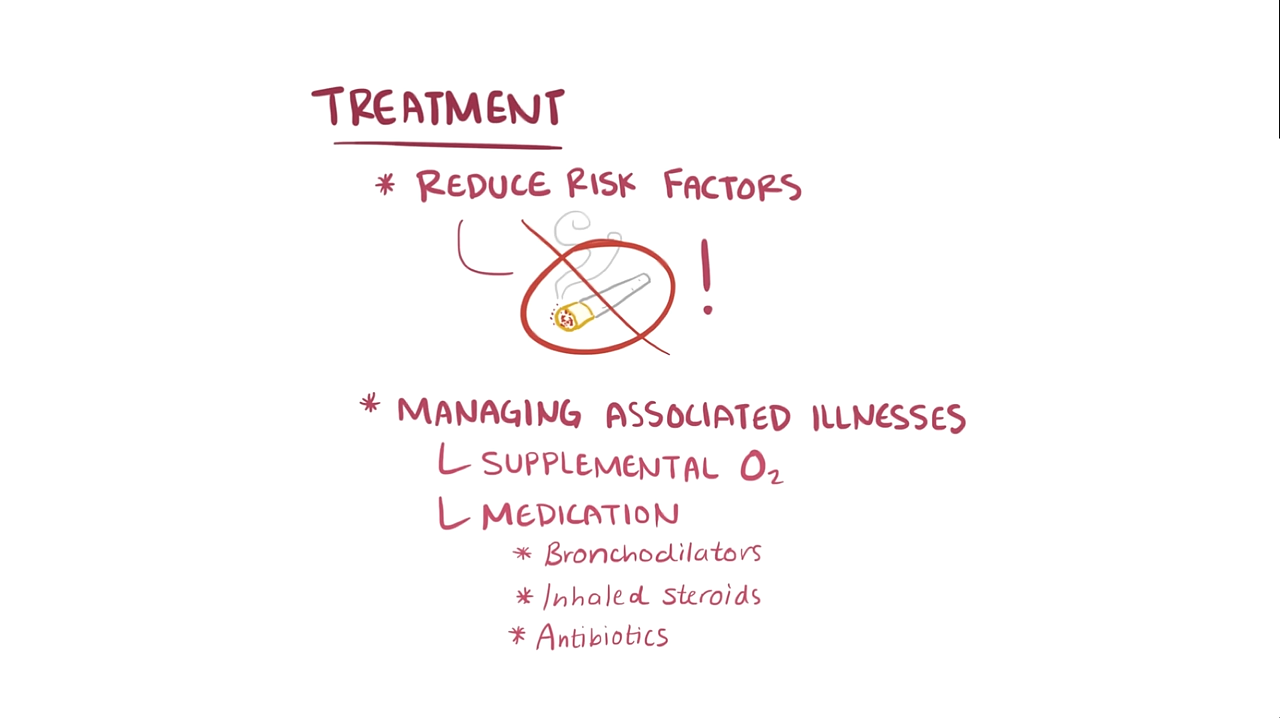 TREATMENT
* REDUCE RISK FACTORS
!
* MANAGING ASSOCIATED ILLNESSES
SUPPLEMENTAL O₂
MEDICATION
* Bronchodilators
* Inhaled steroids
* Antibiotics